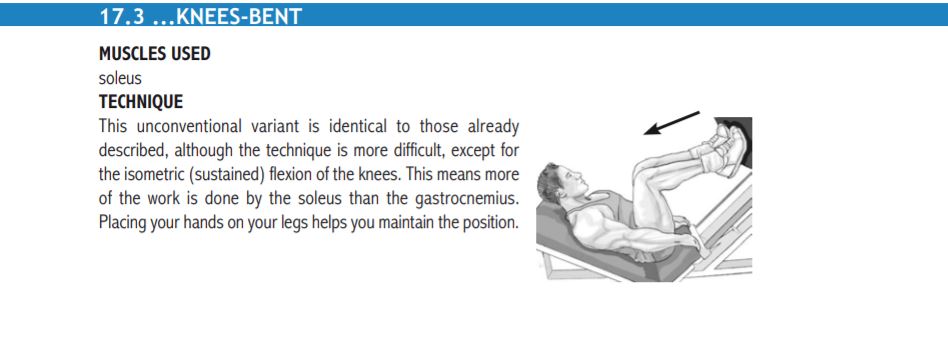 17.3 ...KNEES-BENT
MUSCLES USED
soleus
TECHNIQUE
This unconventional variant is identical to those already
described, although the technique is more difficult, except for
the isometric (sustained) flexion of the knees. This means more
of the work is done by the soleus than the gastrocnemius.
Placing your hands on your legs helps you maintain the position.